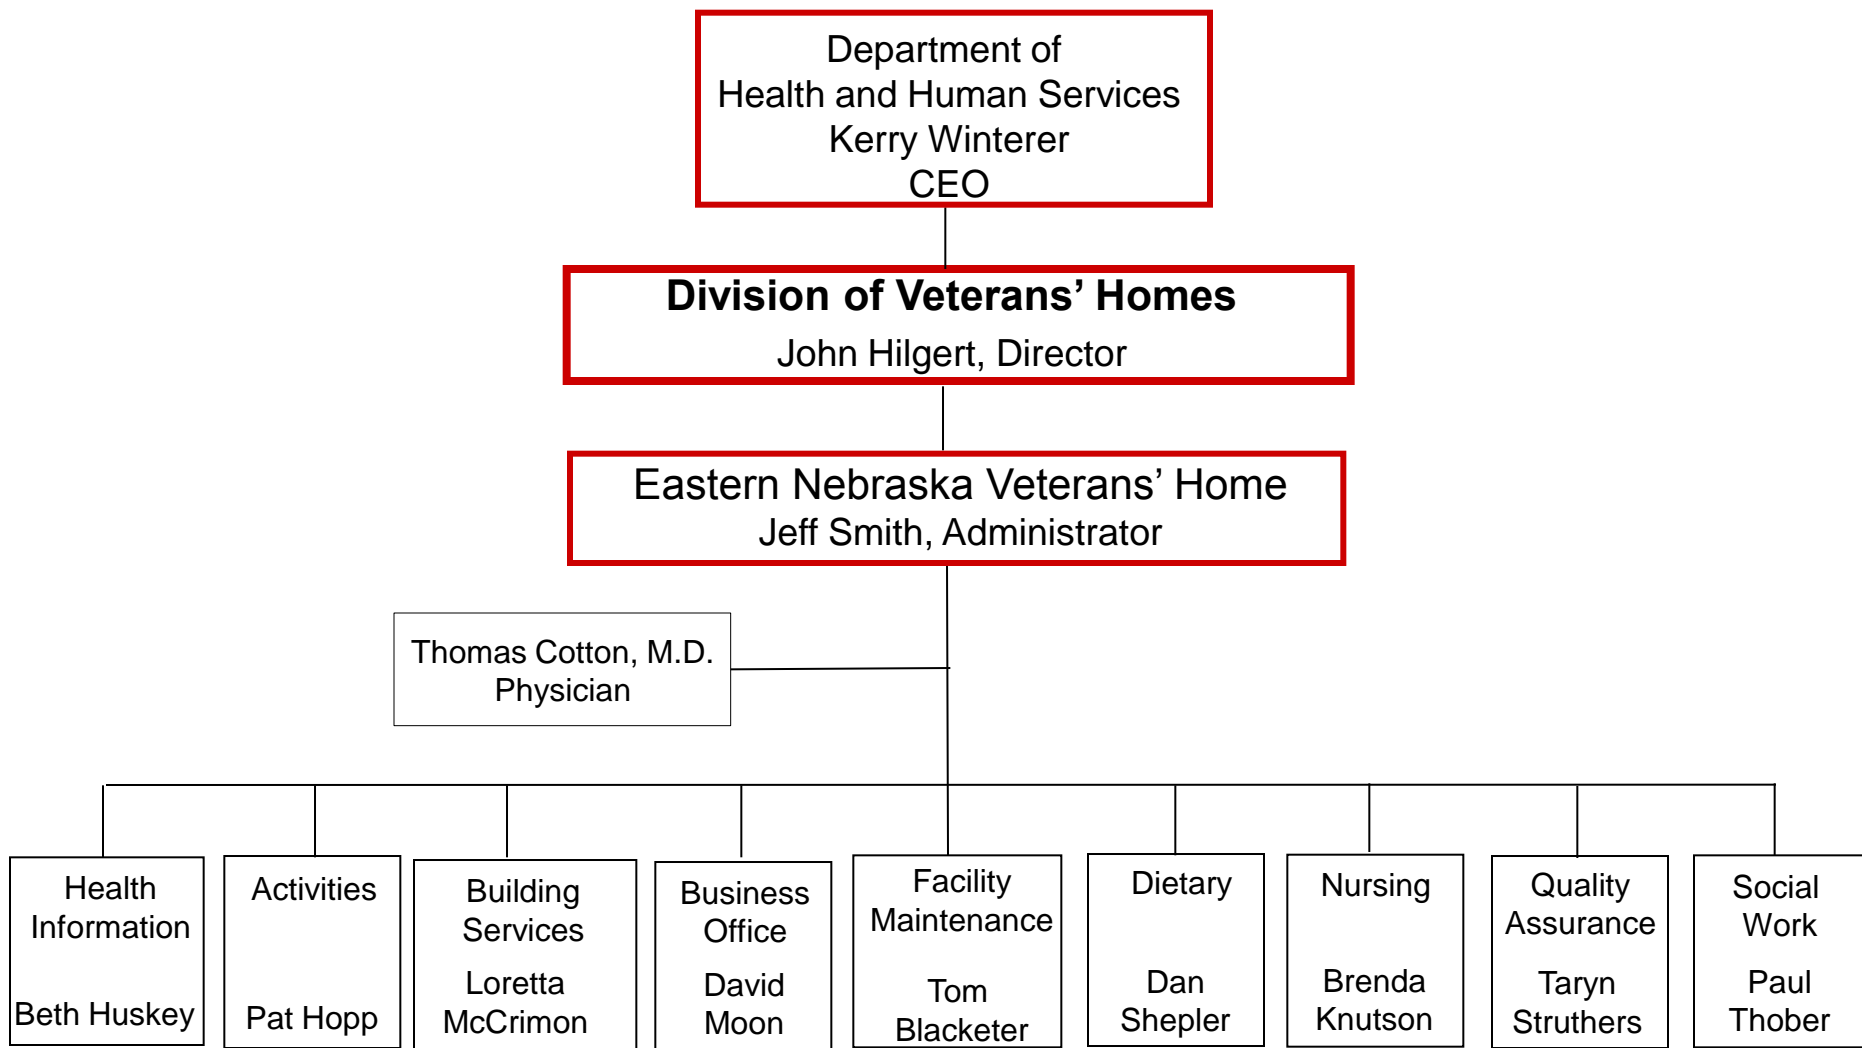 Department of
Health and Human Services
Kerry Winterer
CEO
Division of Veterans’ Homes
John Hilgert, Director
Eastern Nebraska Veterans’ Home
Jeff Smith, Administrator
Thomas Cotton, M.D.
Physician
Health
Information
Beth Huskey
Activities
Pat Hopp
Building
Services
Loretta
McCrimon
Business
Office
David
Moon
Facility
Maintenance
Tom
Blacketer
Dietary
Dan
Shepler
Nursing
Brenda
Knutson
Quality
Assurance
Taryn
Struthers
Social
Work
Paul
Thober